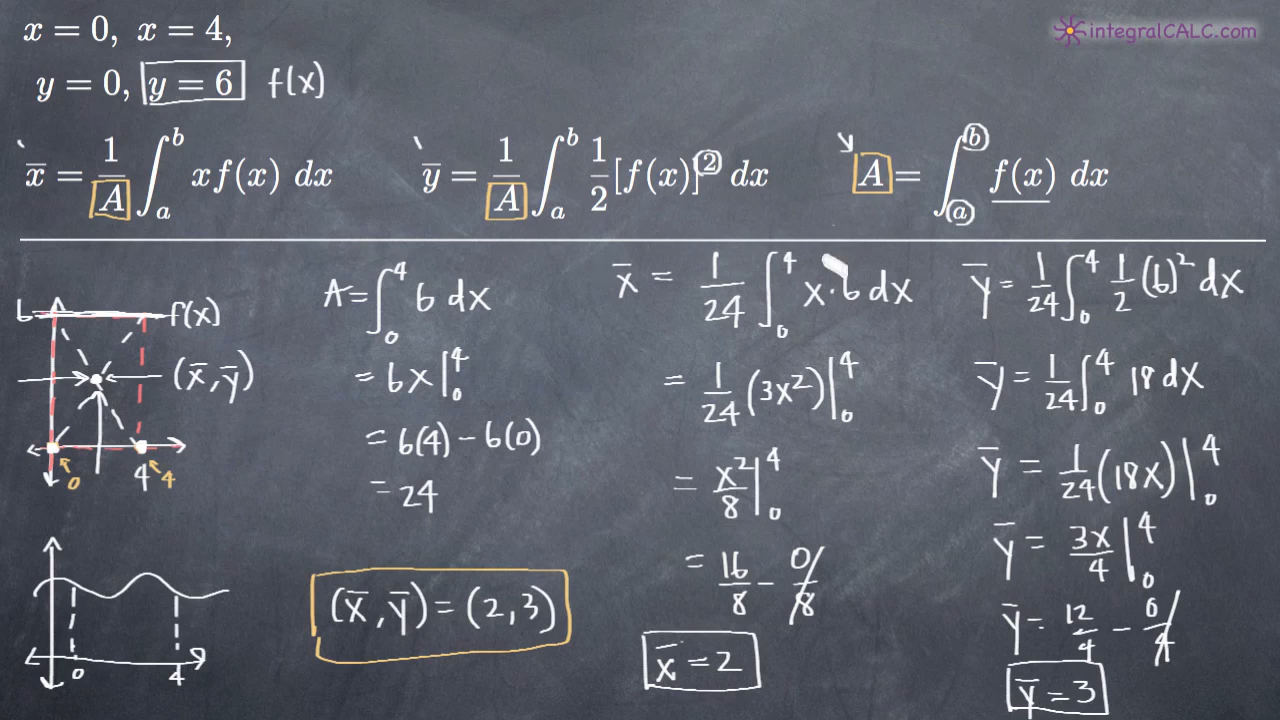 x = 0, x = 4,
integralCALC.com
y = 0, y = 6 f(x)
x̄ = 1/A ∫_a^b x f(x) dx
ȳ = 1/A ∫_a^b 1/2 [f(x)]^2 dx
A = ∫_a^b f(x) dx
6 f(x)
(x̄, ȳ)
0 4 4
0 4
A = ∫_0^4 6 dx
= 6x |_0^4
= 6(4) - 6(0)
= 24
(x̄, ȳ) = (2, 3)
x̄ = 1/24 ∫_0^4 x · 6 dx
= 1/24 (3x^2) |_0^4
= x^2/8 |_0^4
= 16/8 - 0/8
x̄ = 2
ȳ = 1/24 ∫_0^4 1/2 (6)^2 dx
ȳ = 1/24 ∫_0^4 18 dx
ȳ = 1/24 (18x) |_0^4
ȳ = 3x/4 |_0^4
ȳ = 12/4 - 0/4
ȳ = 3